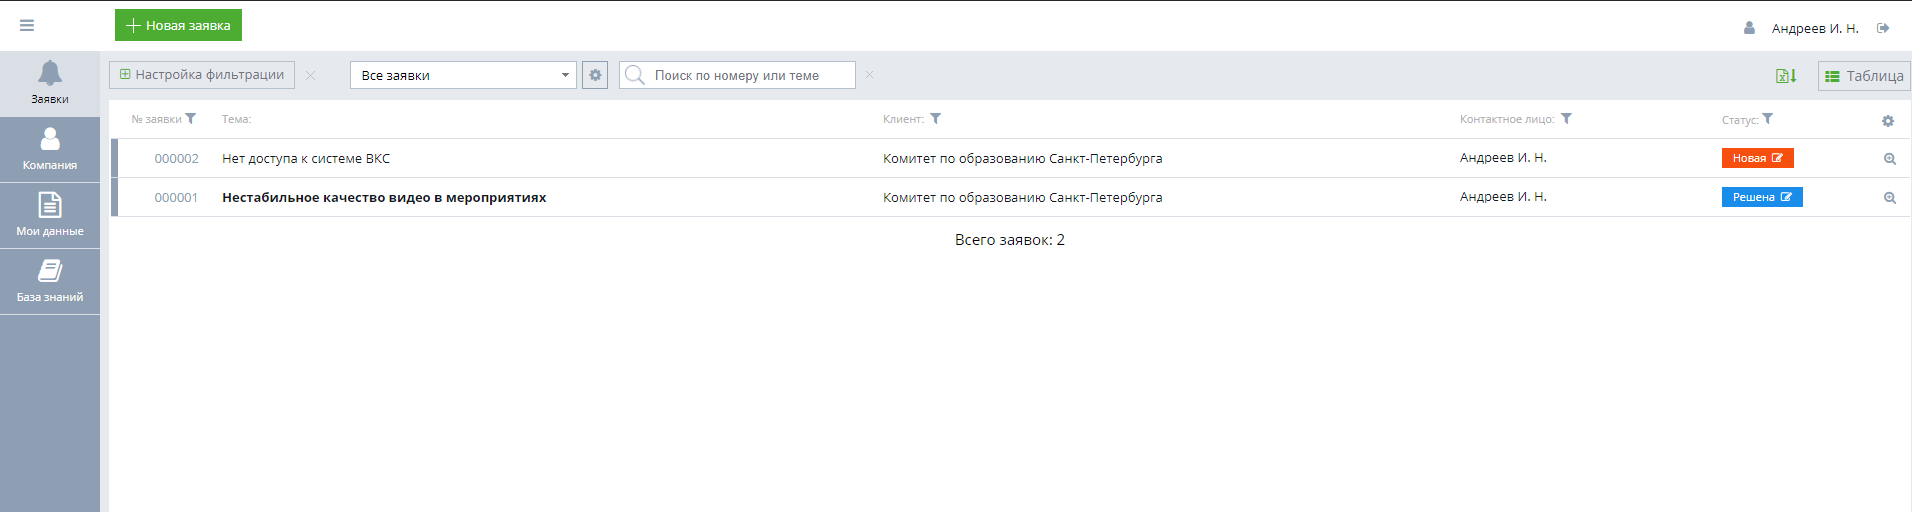 Новая заявка
Андреев И. Н.
Заявки
Компания
Мои данные
База знаний
Настройка фильтрации
Все заявки
Поиск по номеру или теме
Таблица
№ заявки Тема: Клиент: Контактное лицо: Статус:
000002 Нет доступа к системе ВКС Комитет по образованию Санкт-Петербурга Андреев И. Н. Новая
000001 Нестабильное качество видео в мероприятиях Комитет по образованию Санкт-Петербурга Андреев И. Н. Решена
Всего заявок: 2